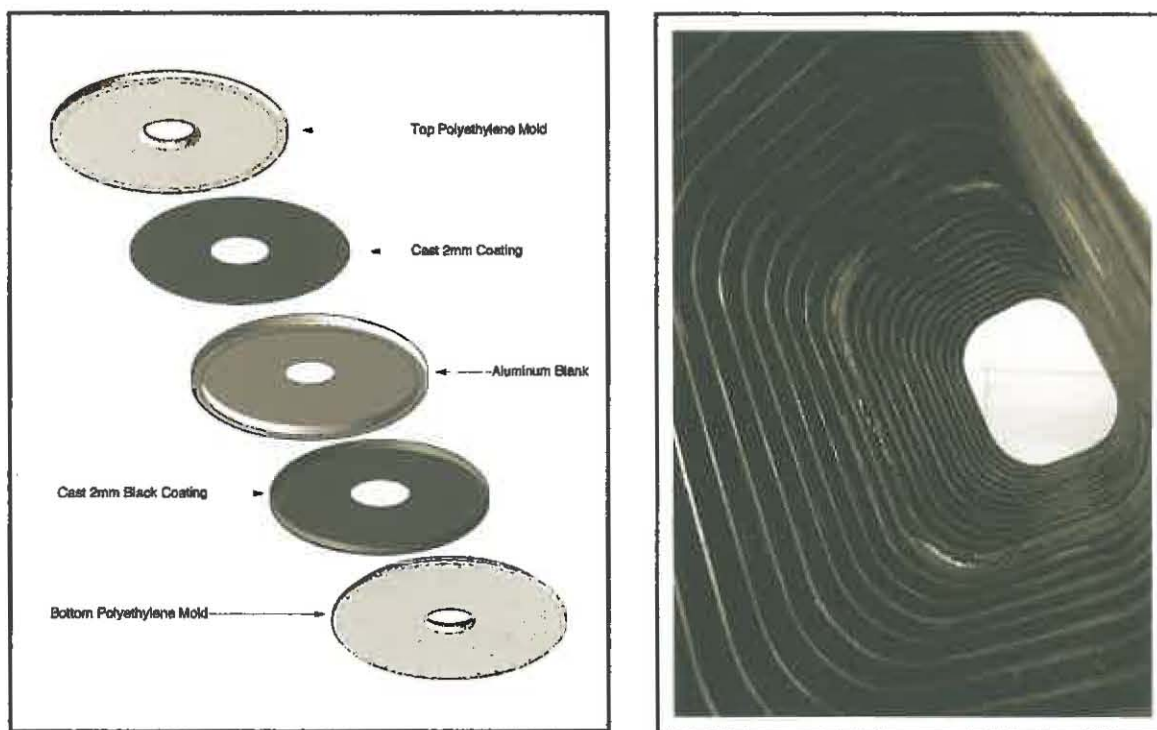 Top Polyethylene Mold
Cast 2mm Coating
Aluminum Blank
Cast 2mm Black Coating
Bottom Polyethylene Mold